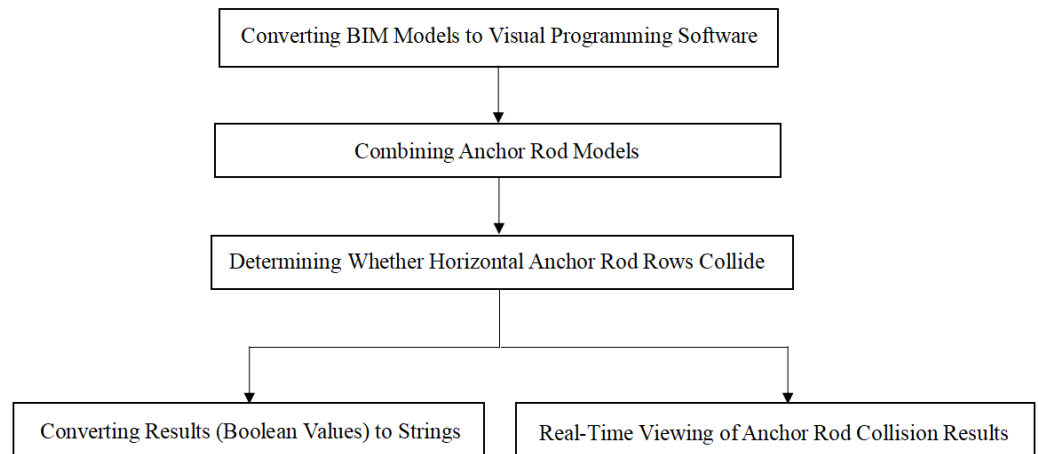 Converting BIM Models to Visual Programming Software
Combining Anchor Rod Models
Determining Whether Horizontal Anchor Rod Rows Collide
Converting Results (Boolean Values) to Strings
Real-Time Viewing of Anchor Rod Collision Results